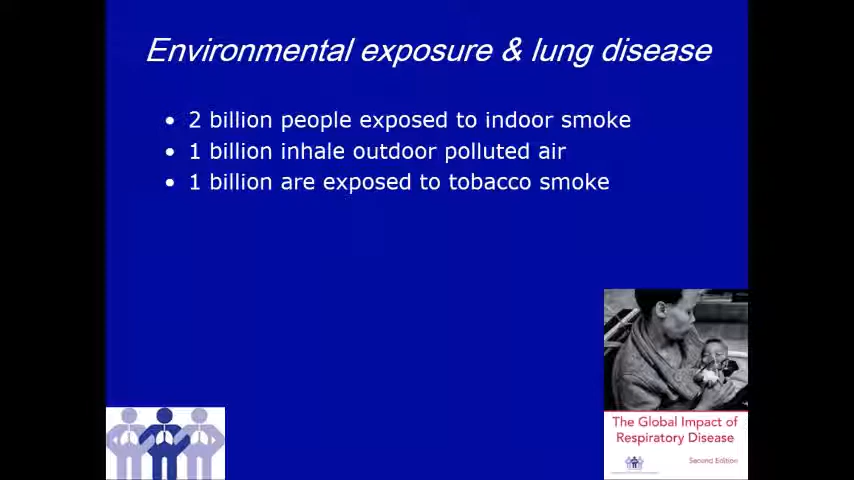 Environmental exposure & lung disease
• 2 billion people exposed to indoor smoke
• 1 billion inhale outdoor polluted air
• 1 billion are exposed to tobacco smoke
The Global Impact of
Respiratory Disease
Second Edition